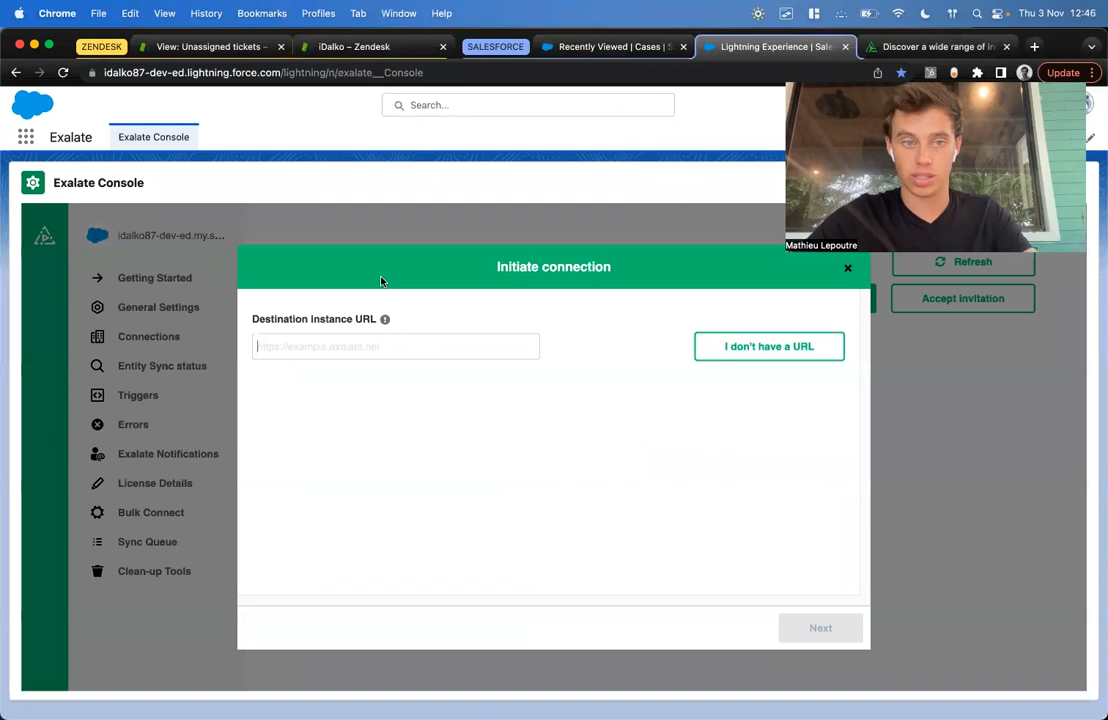 Chrome File Edit View History Bookmarks Profiles Tab Window Help Thu 3 Nov 12:46
ZENDESK View: Unassigned tickets – iDalko – Zendesk SALESFORCE Recently Viewed | Cases | S Lightning Experience | Sale Discover a wide range of in
idalko87-dev-ed.lightning.force.com/lightning/n/exalate__Console Update
Search...
Exalate Exalate Console
Exalate Console
idalko87-dev-ed.my.s...
Getting Started
General Settings
Connections
Entity Sync status
Triggers
Errors
Exalate Notifications
License Details
Bulk Connect
Sync Queue
Clean-up Tools
Initiate connection
Destination instance URL
https://example.exalate.net
I don't have a URL
Next
Refresh
Accept invitation
Mathieu Lepoutre